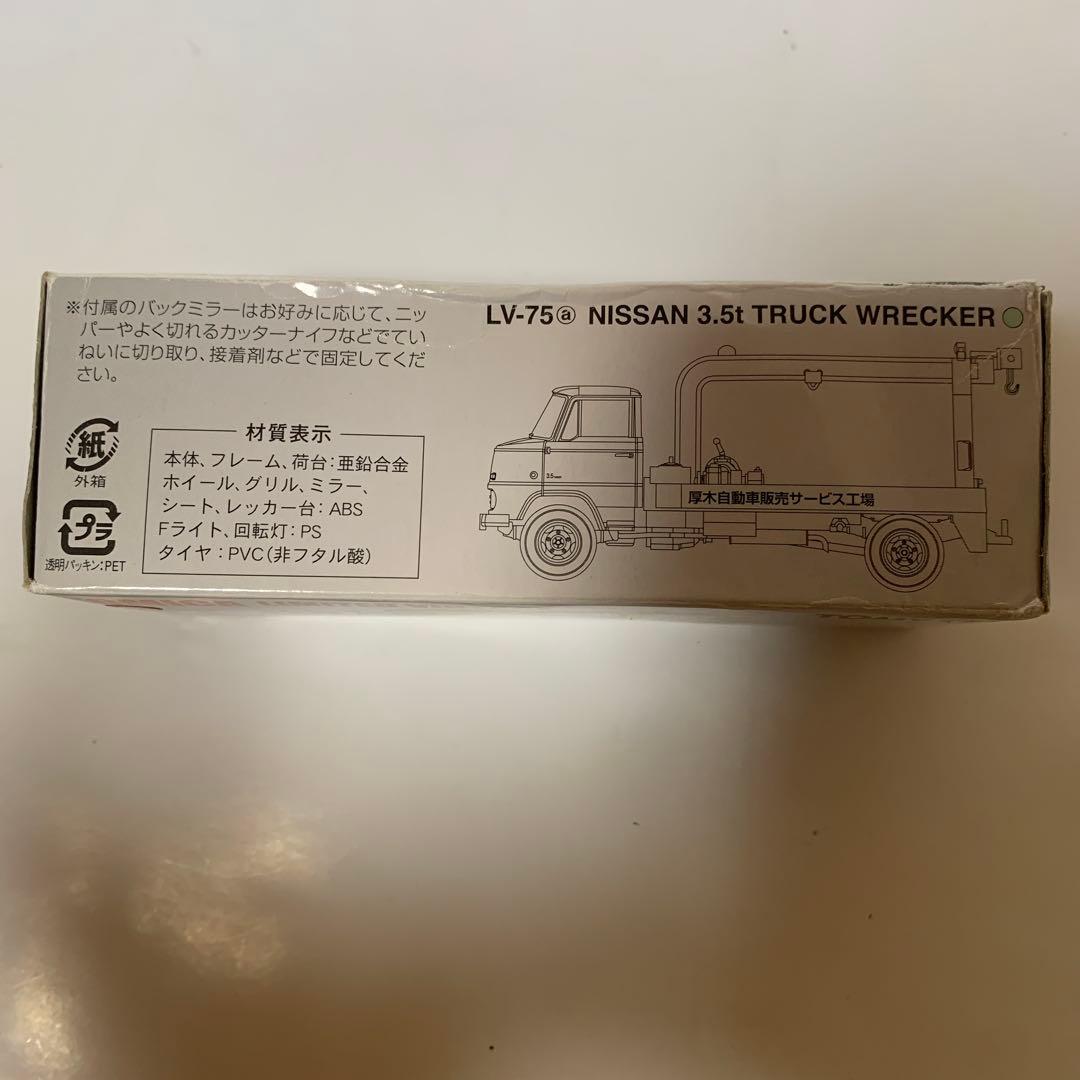 ※付属のバックミラーはお好みに応じて、ニッ
パーやよく切れるカッターナイフなどでてい
ねいに切り取り、接着剤などで固定してくだ
さい。
紙
外箱
プラ
透明パッキン:PET
材質表示
本体、フレーム、荷台:亜鉛合金
ホイール、グリル、ミラー、
シート、レッカー台:ABS
Fライト、回転灯:PS
タイヤ:PVC(非フタル酸)
LV-75ⓐ NISSAN 3.5t TRUCK WRECKER
厚木自動車販売サービス工場